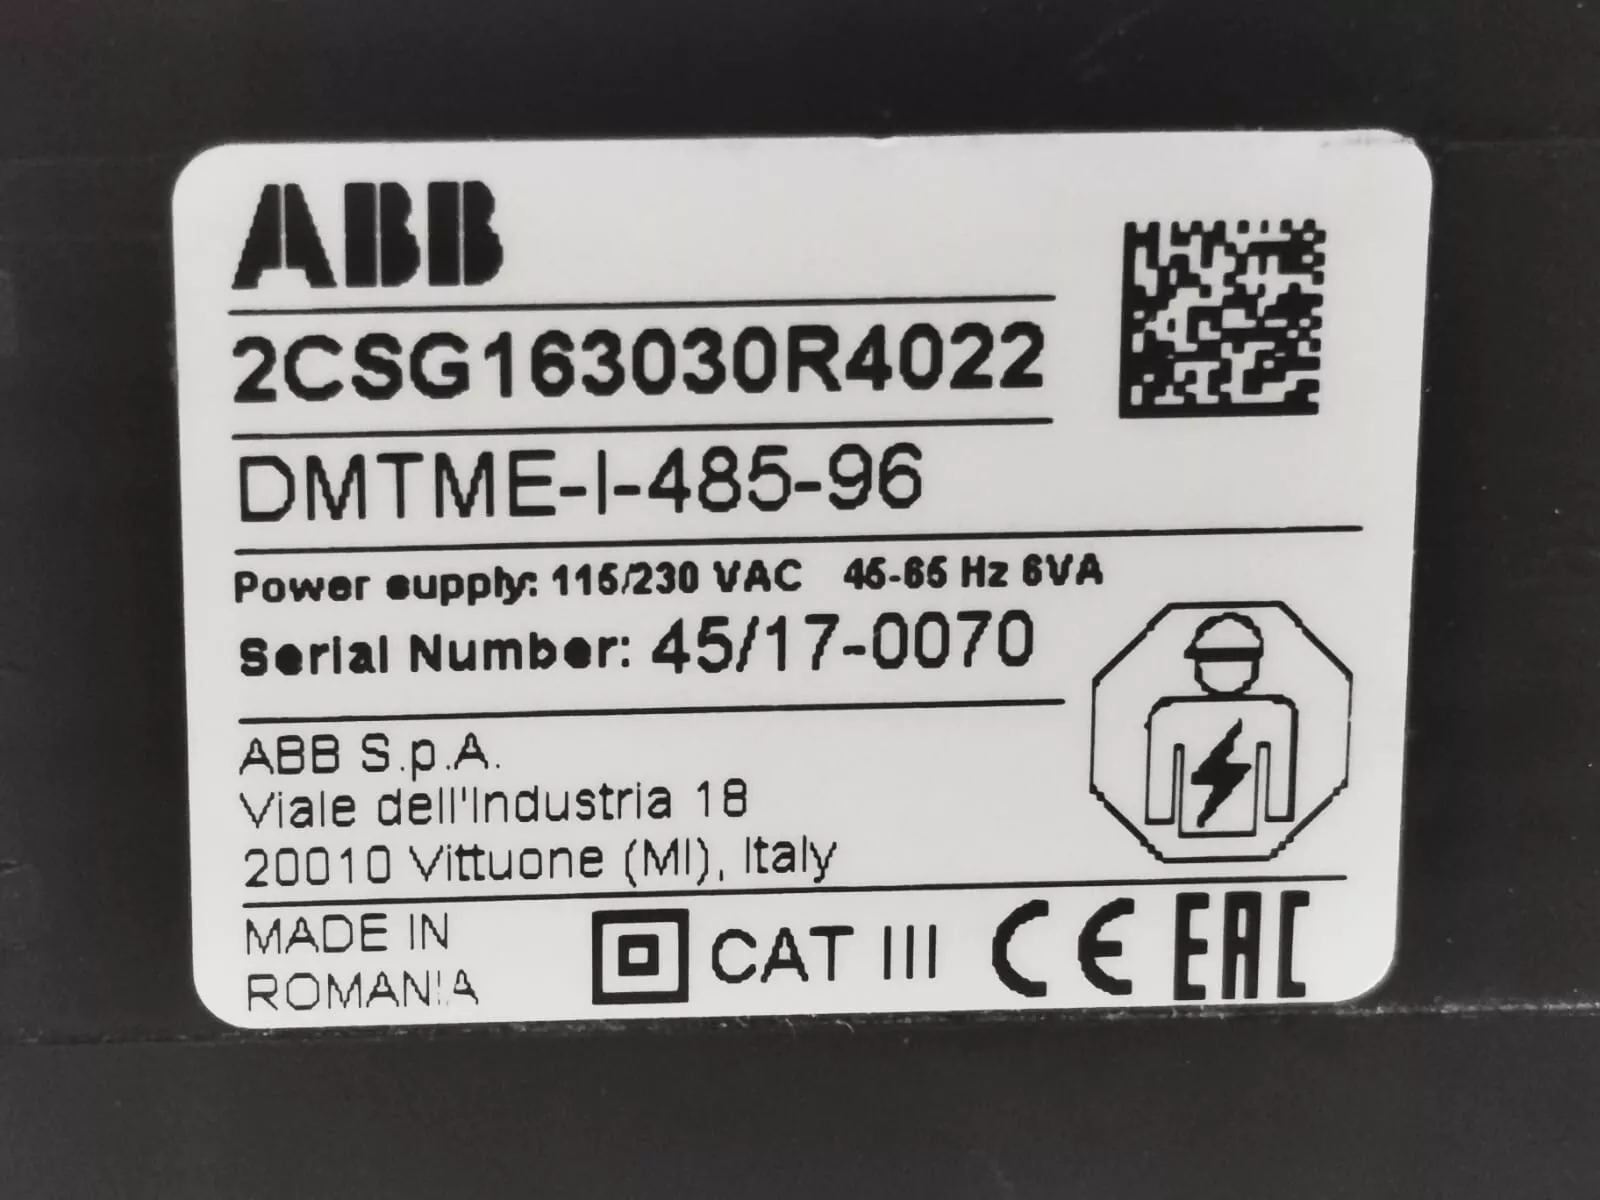 ABB
2CSG163030R4022
DMTME-I-485-96
Power supply: 115/230 VAC 45-65 Hz 6VA
Serial Number: 45/17-0070
ABB S.p.A.
Viale dell'Industria 18
20010 Vittuone (MI), Italy
MADE IN
ROMANIA
CAT III CE EAC